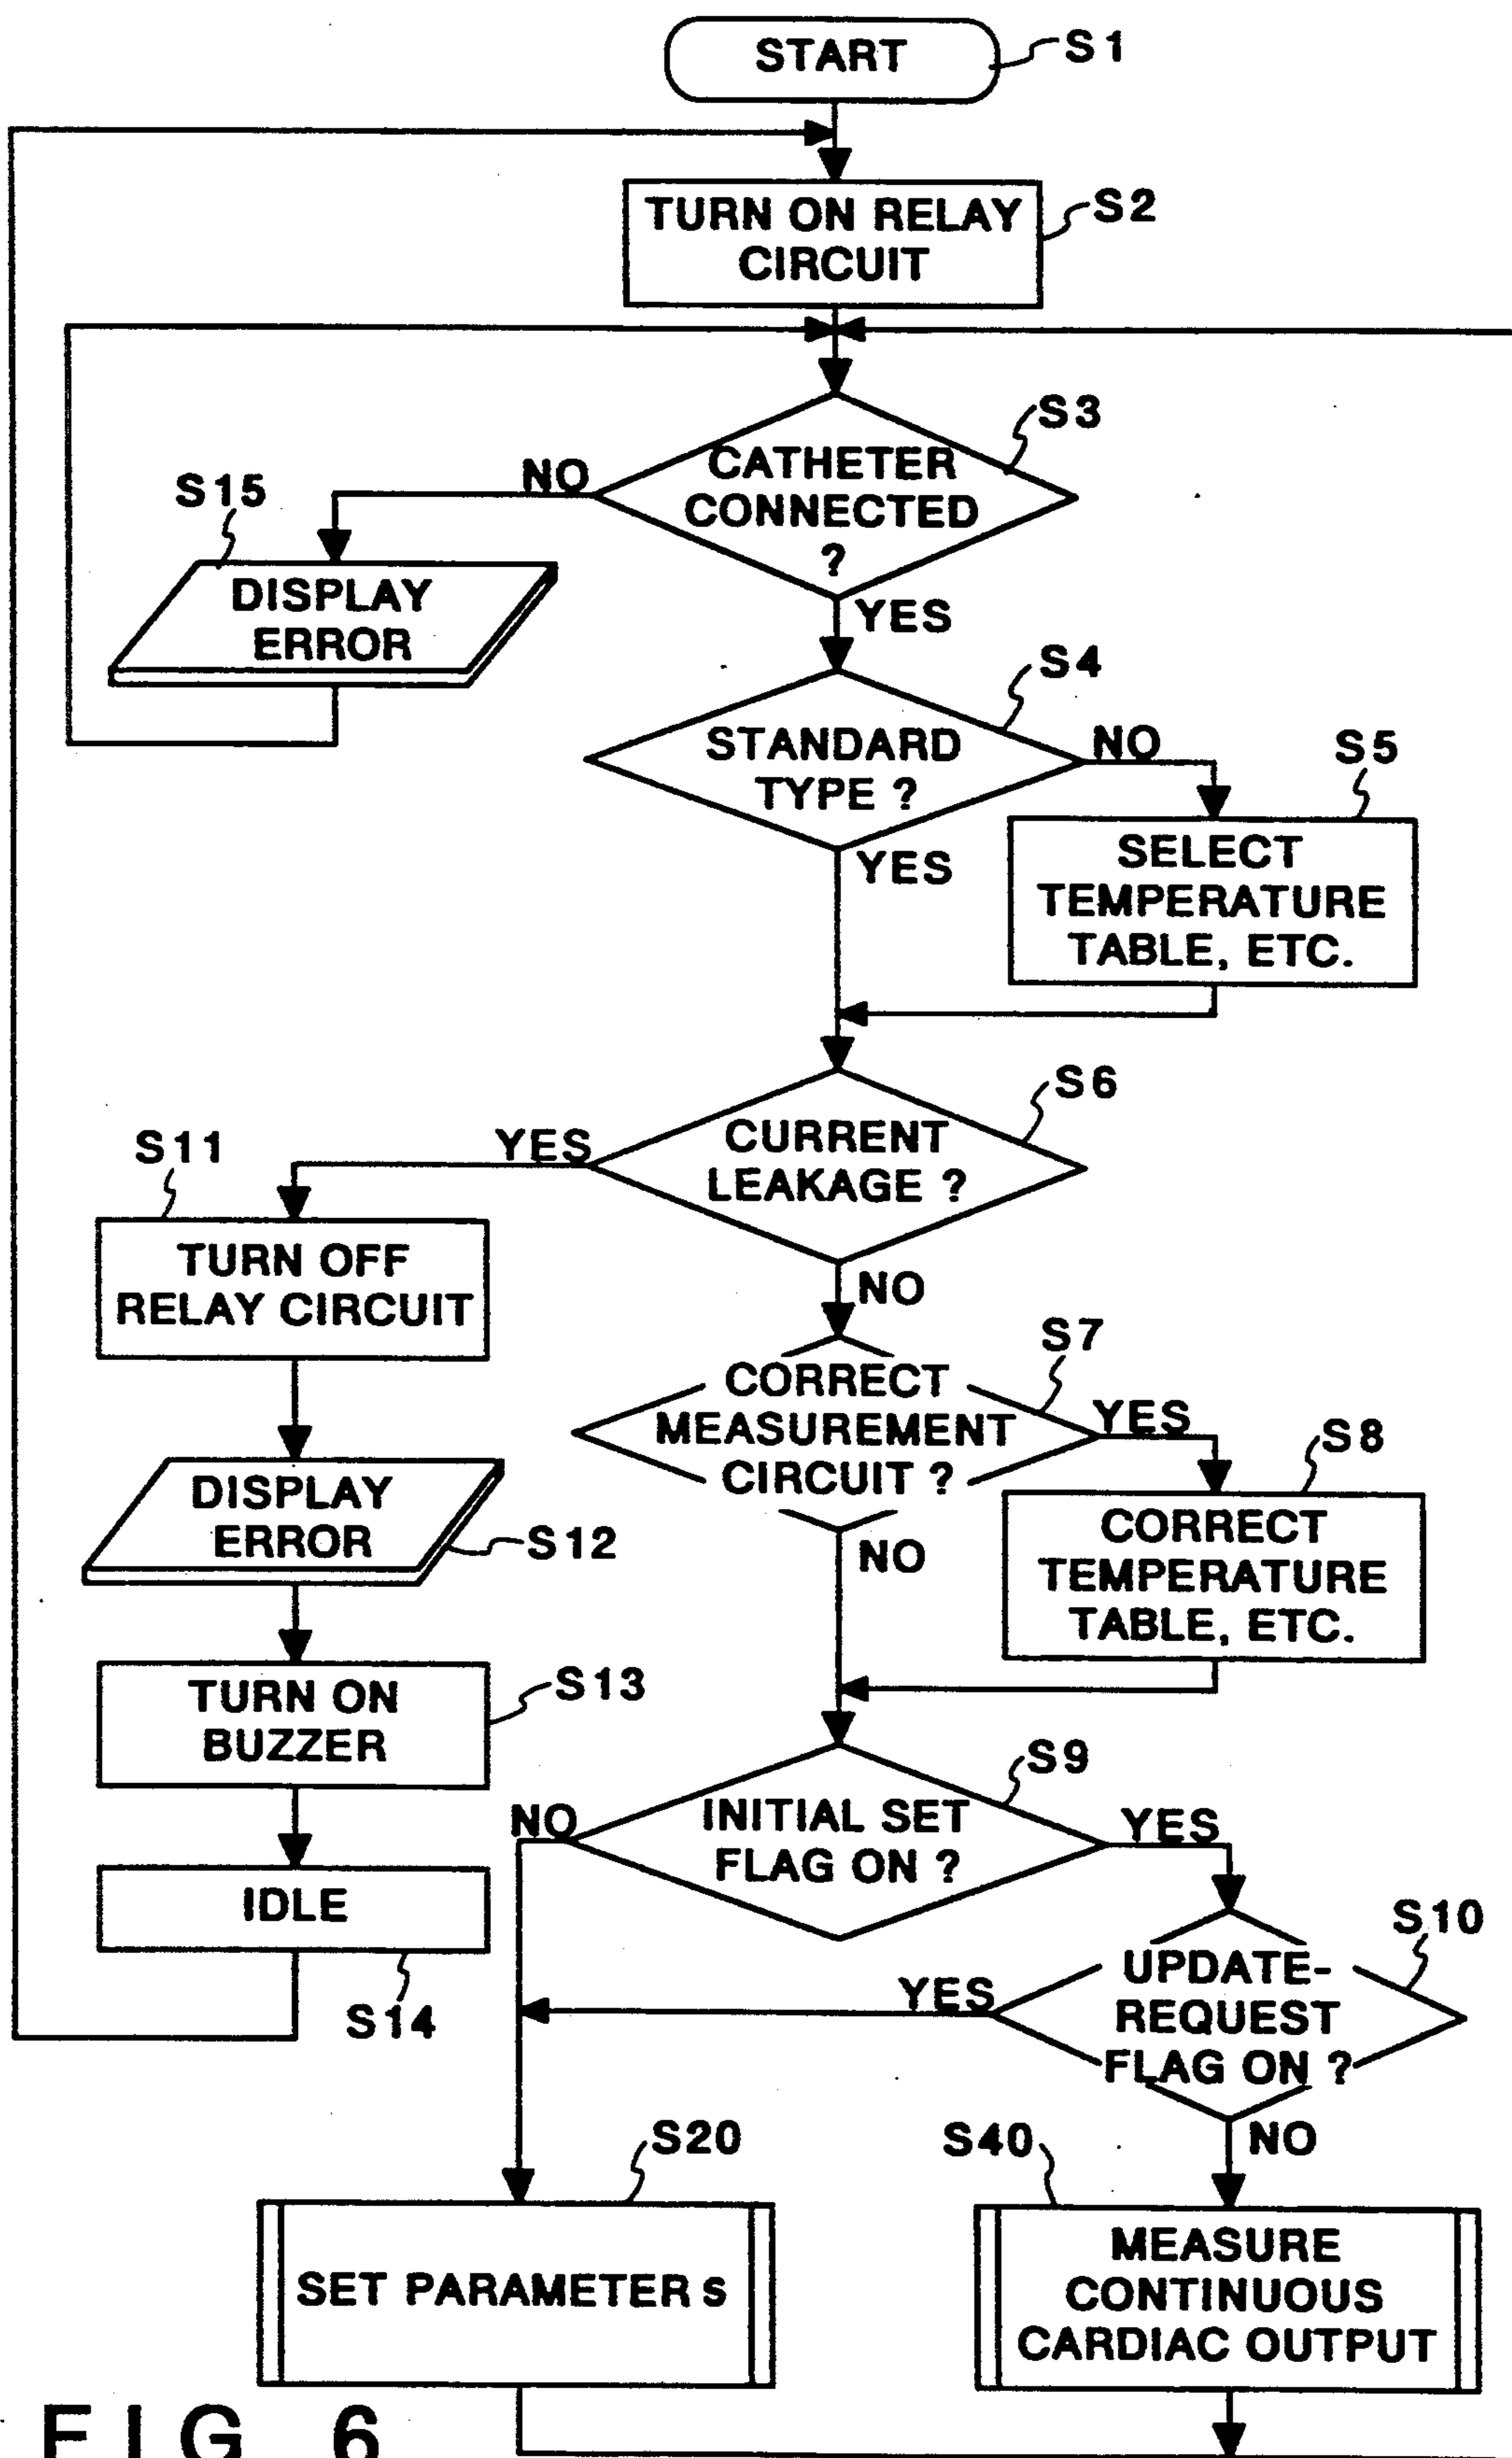 START
S1
TURN ON RELAY
CIRCUIT
S2
S3
CATHETER
CONNECTED
?
NO
YES
S15
DISPLAY
ERROR
S4
STANDARD
TYPE ?
NO
YES
S5
SELECT
TEMPERATURE
TABLE, ETC.
S6
CURRENT
LEAKAGE ?
YES
NO
S11
TURN OFF
RELAY CIRCUIT
S7
CORRECT
MEASUREMENT
CIRCUIT ?
YES
NO
S8
CORRECT
TEMPERATURE
TABLE, ETC.
DISPLAY
ERROR
S12
TURN ON
BUZZER
S13
S9
INITIAL SET
FLAG ON ?
NO
YES
IDLE
S14
S10
UPDATE-
REQUEST
FLAG ON ?
YES
NO
S20
SET PARAMETERS
S40
MEASURE
CONTINUOUS
CARDIAC OUTPUT
FIG. 6